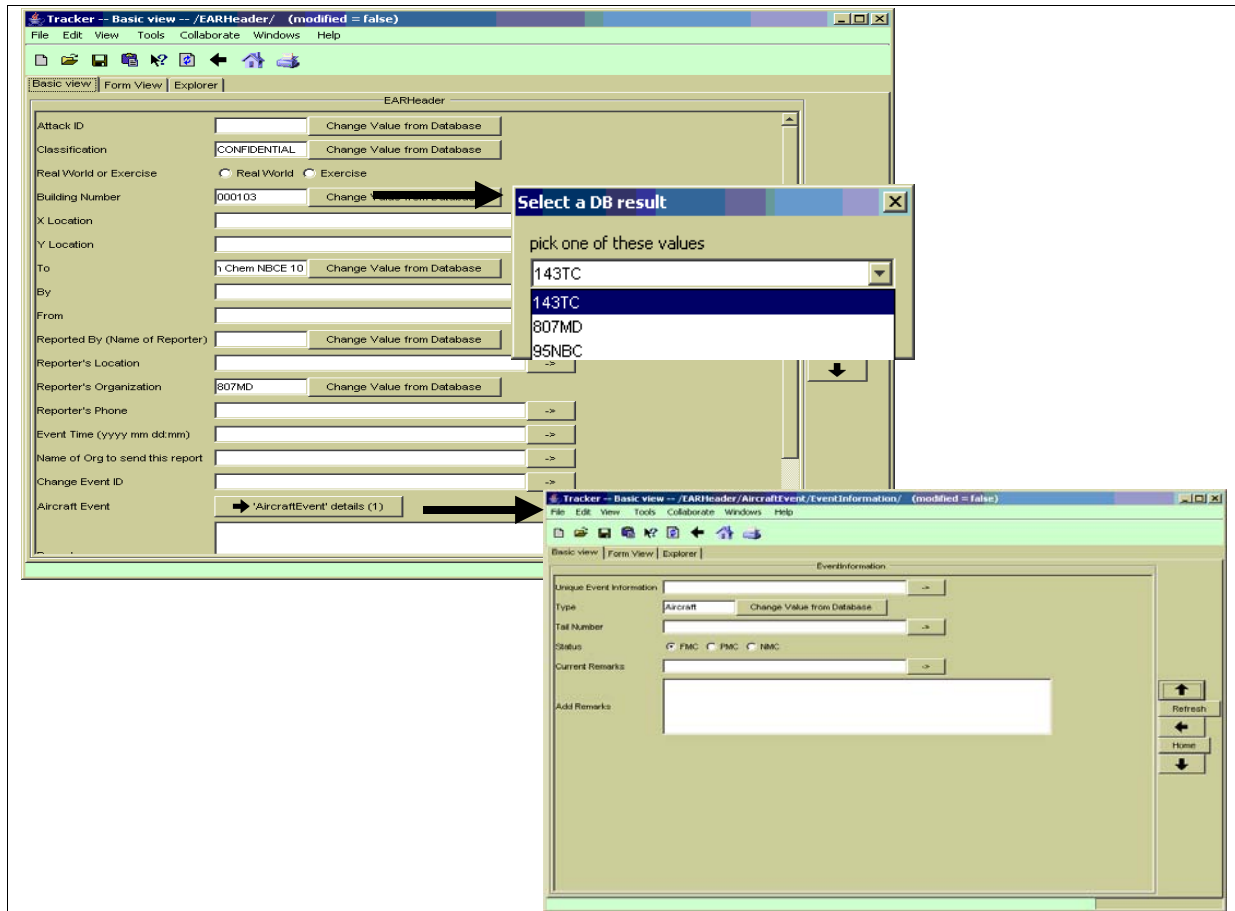 Tracker -- Basic view -- /EARHeader/ (modified = false)
File Edit View Tools Collaborate Windows Help
Basic view Form View Explorer
EARHeader
Attack ID Change Value from Database
Classification CONFIDENTIAL Change Value from Database
Real World or Exercise Real World Exercise
Building Number 000103 Change Value from Database
X Location
Y Location
To Chem NBCE 10 Change Value from Database
By
From
Reported By (Name of Reporter) Change Value from Database
Reporter's Location ->
Reporter's Organization 807MD Change Value from Database
Reporter's Phone ->
Event Time (yyyy mm dd:mm) ->
Name of Org to send this report ->
Change Event ID ->
Aircraft Event 'AircraftEvent' details (1)
Select a DB result
pick one of these values
143TC
143TC
807MD
95NBC
Tracker -- Basic view -- /EARHeader/AircraftEvent/EventInformation/ (modified = false)
File Edit View Tools Collaborate Windows Help
Basic view Form View Explorer
EventInformation
Unique Event Information ->
Type Aircraft Change Value from Database
Tail Number ->
Status FMC PMC NMC
Current Remarks ->
Add Remarks
Refresh
Home